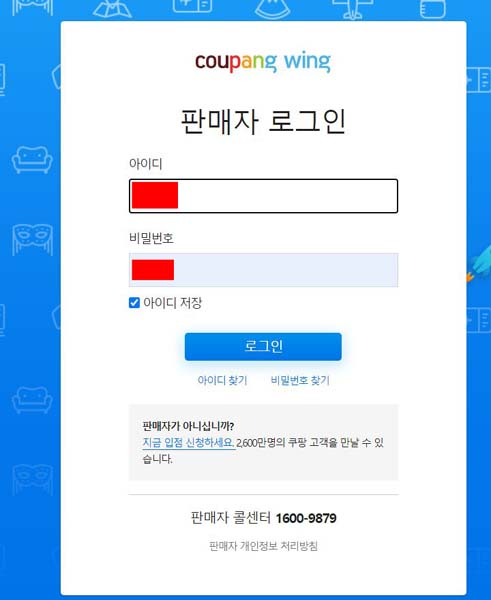 coupang wing
판매자 로그인
아이디
비밀번호
아이디 저장
로그인
아이디 찾기 비밀번호 찾기
판매자가 아니십니까?
지금 입점 신청하세요. 2,600만명의 쿠팡 고객을 만날 수 있
습니다.
판매자 콜센터 1600-9879
판매자 개인정보 처리방침